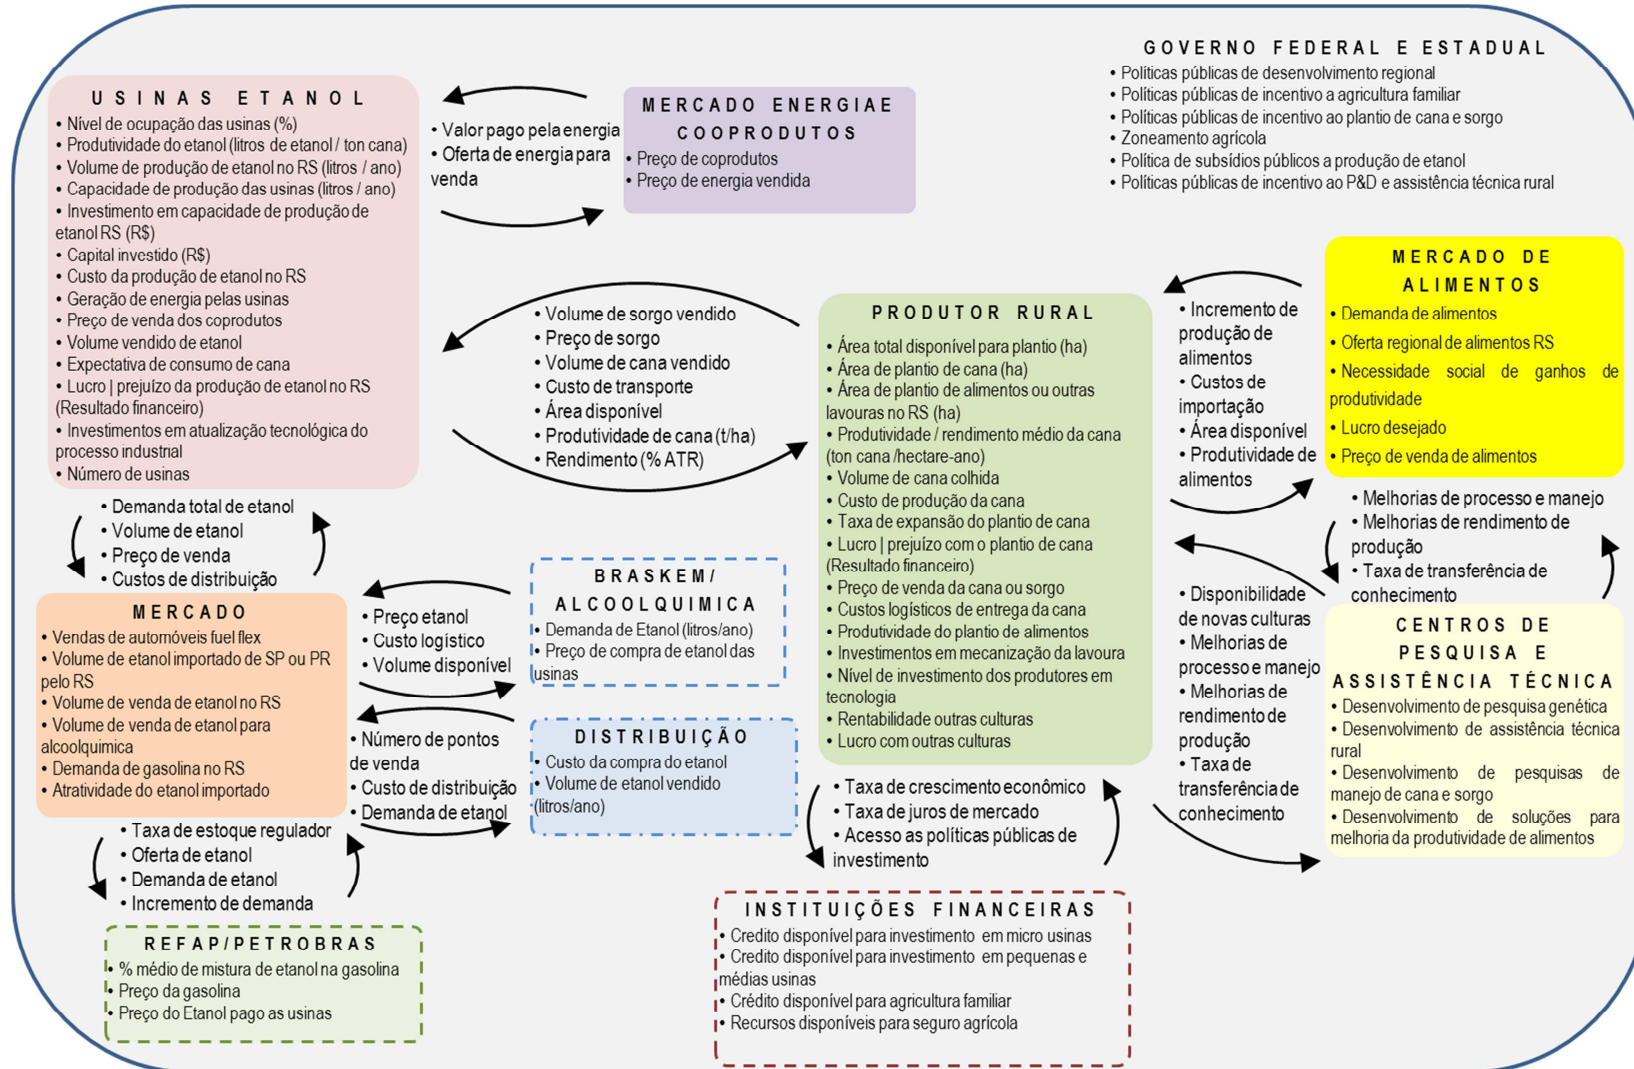 GOVERNO FEDERAL E ESTADUAL
• Políticas públicas de desenvolvimento regional
• Políticas públicas de incentivo a agricultura familiar
• Políticas públicas de incentivo ao plantio de cana e sorgo
• Zoneamento agrícola
• Política de subsídios públicos a produção de etanol
• Políticas públicas de incentivo ao P&D e assistência técnica rural
USINAS ETANOL
• Nível de ocupação das usinas (%)
• Produtividade do etanol (litros de etanol / ton cana)
• Volume de produção de etanol no RS (litros / ano)
• Capacidade de produção das usinas (litros / ano)
• Investimento em capacidade de produção de
etanol RS (R$)
• Capital investido (R$)
• Custo da produção de etanol no RS
• Geração de energia pelas usinas
• Preço de venda dos coprodutos
• Volume vendido de etanol
• Expectativa de consumo de cana
• Lucro | prejuízo da produção de etanol no RS
(Resultado financeiro)
• Investimentos em atualização tecnológica do
processo industrial
• Número de usinas
• Valor pago pela energia
• Oferta de energia para
venda
MERCADO ENERGIAE
COOPRODUTOS
• Preço de coprodutos
• Preço de energia vendida
• Volume de sorgo vendido
• Preço de sorgo
• Volume de cana vendido
• Custo de transporte
• Área disponível
• Produtividade de cana (t/ha)
• Rendimento (% ATR)
PRODUTOR RURAL
• Área total disponível para plantio (ha)
• Área de plantio de cana (ha)
• Área de plantio de alimentos ou outras
lavouras no RS (ha)
• Produtividade / rendimento médio da cana
(ton cana /hectare-ano)
• Volume de cana colhida
• Custo de produção da cana
• Taxa de expansão do plantio de cana
• Lucro | prejuízo com o plantio de cana
(Resultado financeiro)
• Preço de venda da cana ou sorgo
• Custos logísticos de entrega da cana
• Produtividade do plantio de alimentos
• Investimentos em mecanização da lavoura
• Nível de investimento dos produtores em
tecnologia
• Rentabilidade outras culturas
• Lucro com outras culturas
• Incremento de
produção de
alimentos
• Custos de
importação
• Área disponível
• Produtividade de
alimentos
MERCADO DE
ALIMENTOS
• Demanda de alimentos
• Oferta regional de alimentos RS
• Necessidade social de ganhos de
produtividade
• Lucro desejado
• Preço de venda de alimentos
• Melhorias de processo e manejo
• Melhorias de rendimento de
produção
• Taxa de transferência de
conhecimento
• Disponibilidade
de novas culturas
• Melhorias de
processo e manejo
• Melhorias de
rendimento de
produção
• Taxa de
transferência de
conhecimento
CENTROS DE
PESQUISA E
ASSISTÊNCIA TÉCNICA
• Desenvolvimento de pesquisa genética
• Desenvolvimento de assistência técnica
rural
• Desenvolvimento de pesquisas de
manejo de cana e sorgo
• Desenvolvimento de soluções para
melhoria da produtividade de alimentos
• Demanda total de etanol
• Volume de etanol
• Preço de venda
• Custos de distribuição
MERCADO
• Vendas de automóveis fuel flex
• Volume de etanol importado de SP ou PR
pelo RS
• Volume de venda de etanol no RS
• Volume de venda de etanol para
alcoolquimica
• Demanda de gasolina no RS
• Atratividade do etanol importado
• Preço etanol
• Custo logístico
• Volume disponível
BRASKEM/
ALCOOLQUIMICA
• Demanda de Etanol (litros/ano)
• Preço de compra de etanol das
usinas
• Número de pontos
de venda
• Custo de distribuição
• Demanda de etanol
DISTRIBUIÇÃO
• Custo da compra do etanol
• Volume de etanol vendido
(litros/ano)
• Taxa de estoque regulador
• Oferta de etanol
• Demanda de etanol
• Incremento de demanda
REFAP/PETROBRAS
• % médio de mistura de etanol na gasolina
• Preço da gasolina
• Preço do Etanol pago as usinas
• Taxa de crescimento econômico
• Taxa de juros de mercado
• Acesso as políticas públicas de
investimento
INSTITUIÇÕES FINANCEIRAS
• Credito disponível para investimento em micro usinas
• Credito disponível para investimento em pequenas e
médias usinas
• Crédito disponível para agricultura familiar
• Recursos disponíveis para seguro agrícola